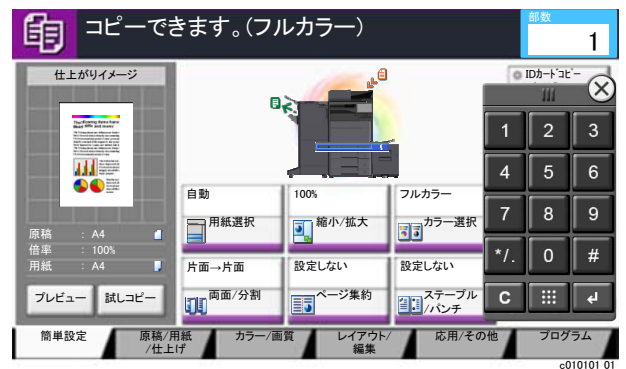 コピーできます。(フルカラー)
部数
1
仕上がりイメージ
IDカードコピー
原稿 : A4
倍率 : 100%
用紙 : A4
プレビュー
試しコピー
自動
用紙選択
100%
縮小/拡大
フルカラー
カラー選択
片面→片面
両面/分割
設定しない
ページ集約
設定しない
ステープル
/パンチ
1 2 3
4 5 6
7 8 9
*/. 0 #
C
簡単設定
原稿/用紙
/仕上げ
カラー/画質
レイアウト/
編集
応用/その他
プログラム
c010101 01